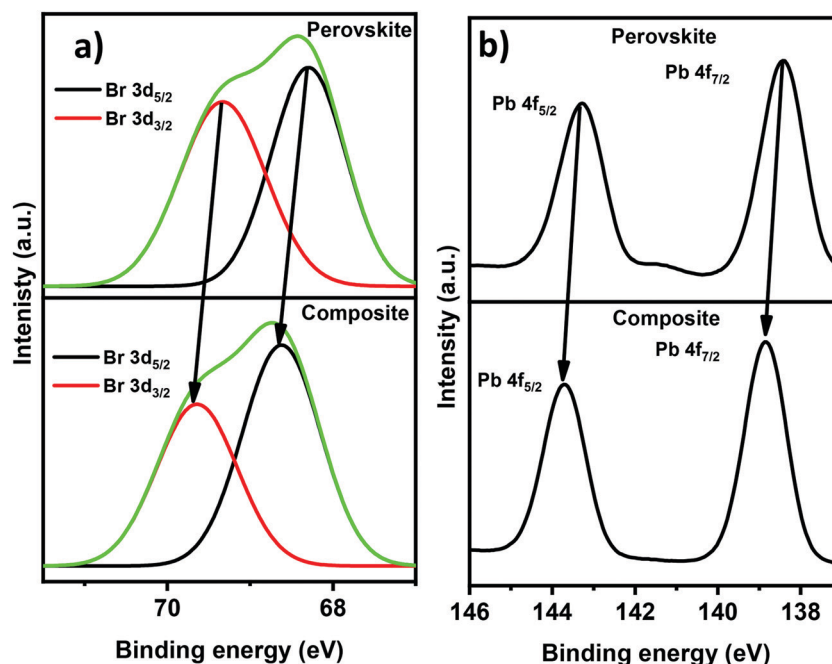 a)
Perovskite
Br 3d5/2
Br 3d3/2
Composite
Br 3d5/2
Br 3d3/2
Intenisty (a.u.)
70
68
Binding energy (eV)
b)
Perovskite
Pb 4f7/2
Pb 4f5/2
Composite
Pb 4f7/2
Pb 4f5/2
Intensity (a.u.)
146
144
142
140
138
Binding energy (eV)